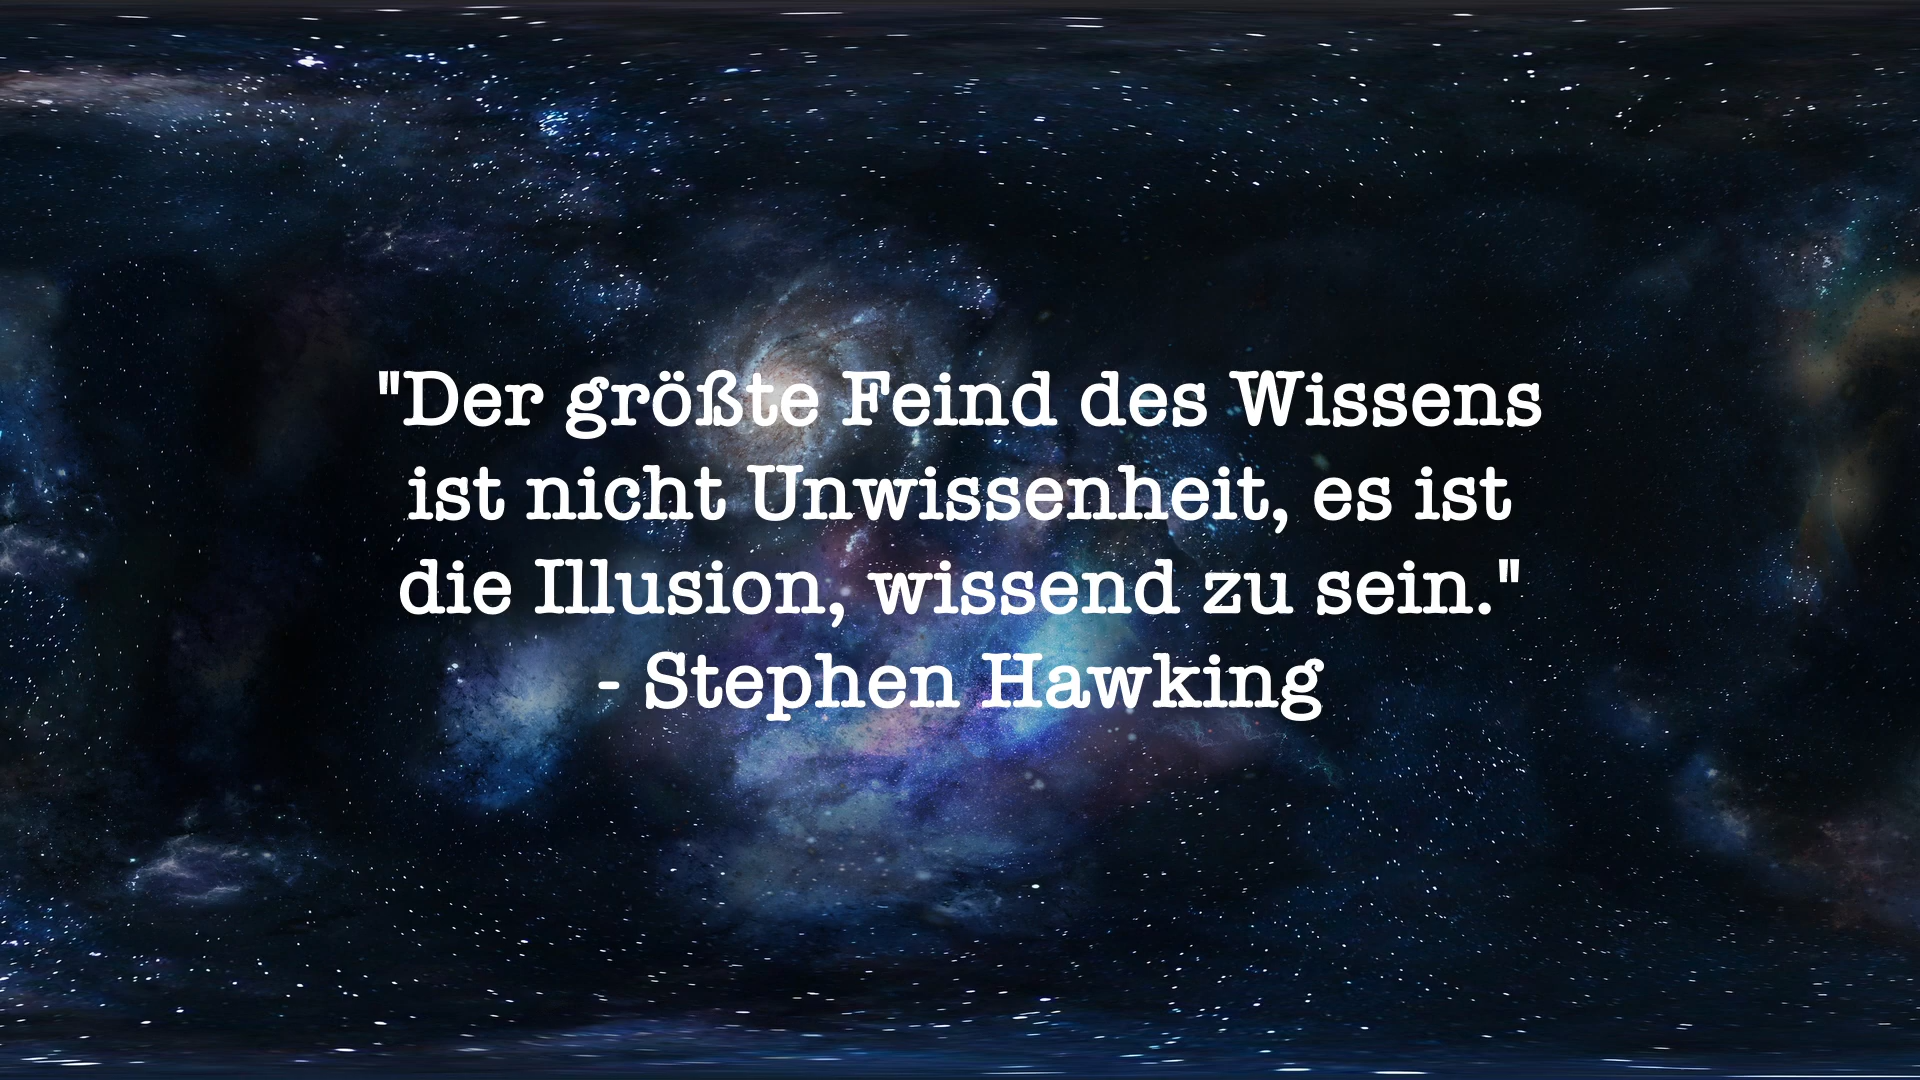 "Der größte Feind des Wissens
ist nicht Unwissenheit, es ist
die Illusion, wissend zu sein."
- Stephen Hawking